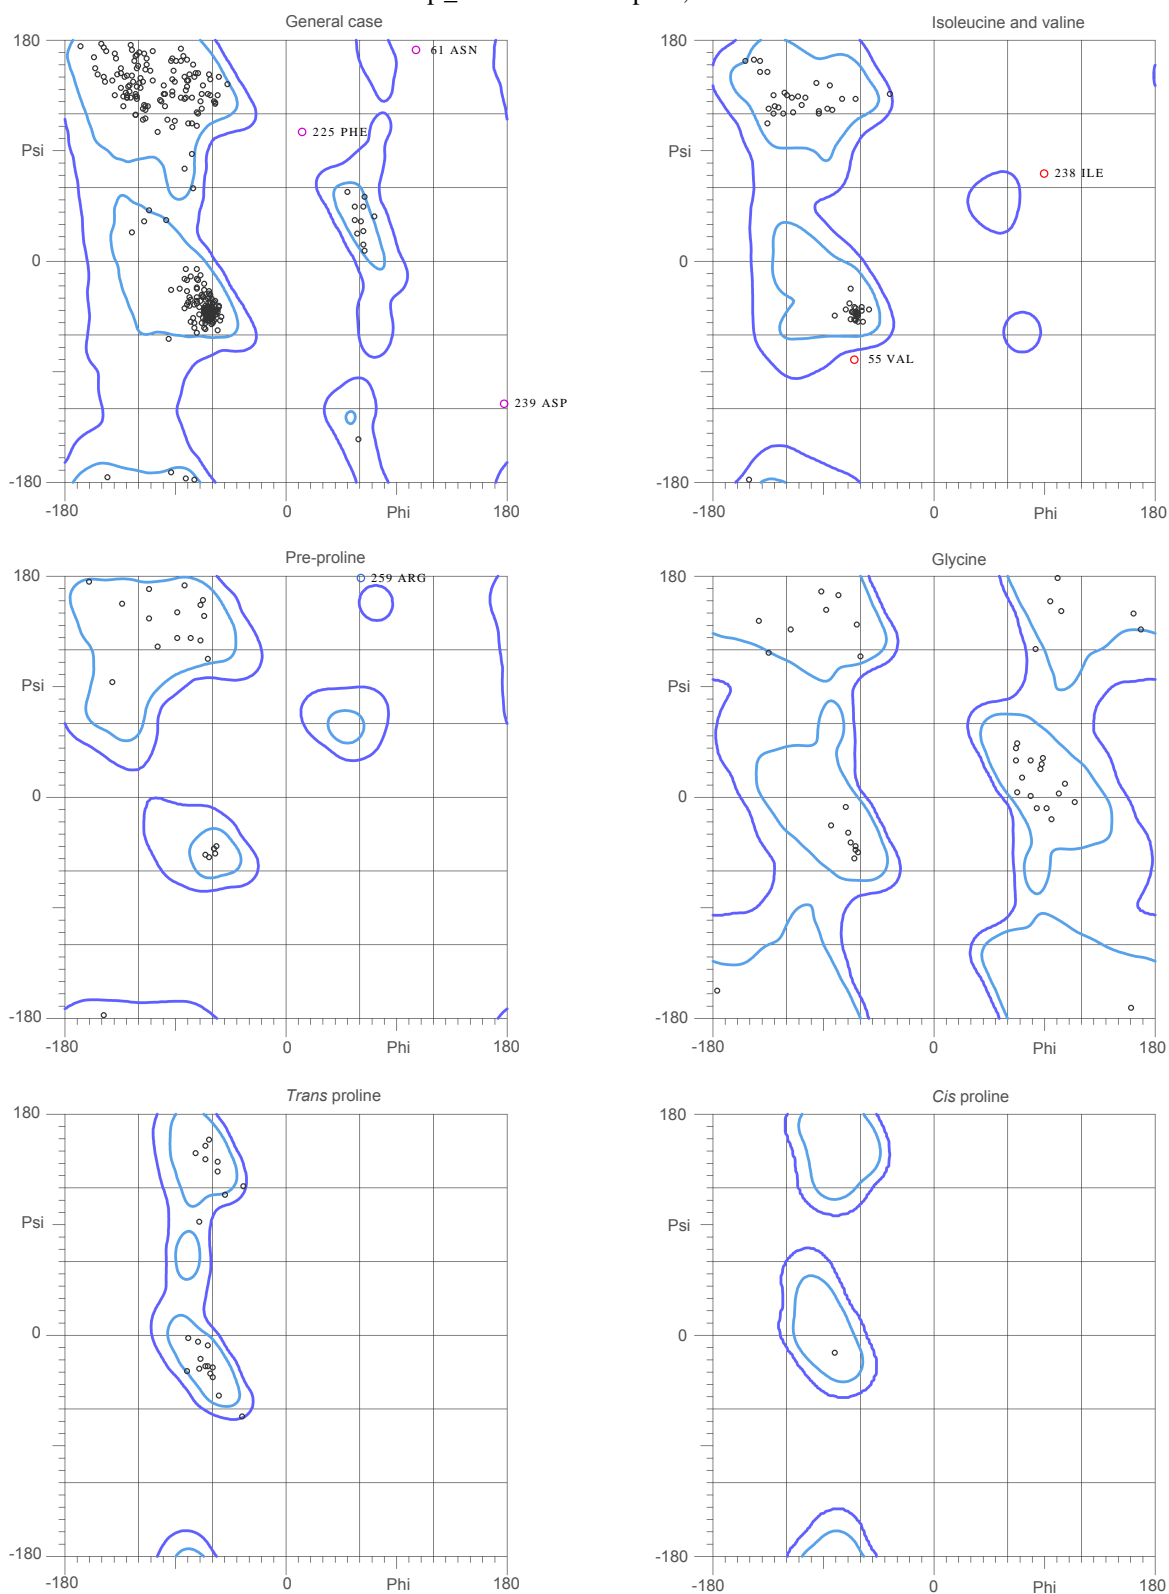 General case
180
61 ASN
225 PHE
Psi
0
239 ASP
-180
-180
0
Phi
180
Isoleucine and valine
180
Psi
238 ILE
0
55 VAL
-180
-180
0
Phi
180
Pre-proline
180
259 ARG
Psi
0
-180
-180
0
Phi
180
Glycine
180
Psi
0
-180
-180
0
Phi
180
Trans proline
180
Psi
0
-180
-180
0
Phi
180
Cis proline
180
Psi
0
-180
-180
0
Phi
180